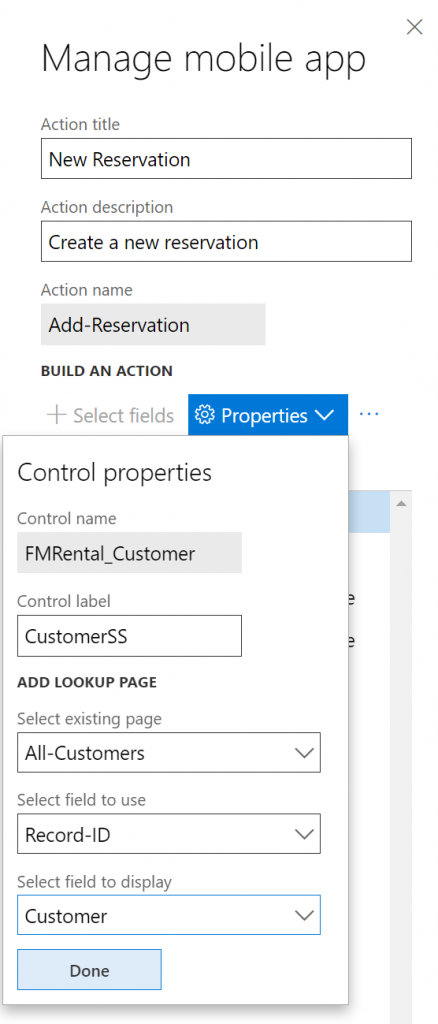 Manage mobile app
Action title
New Reservation
Action description
Create a new reservation
Action name
Add-Reservation
BUILD AN ACTION
Select fields Properties ...
Control properties
Control name
FMRental_Customer
e
Control label
CustomerSS
e
ADD LOOKUP PAGE
Select existing page
All-Customers
Select field to use
Record-ID
Select field to display
Customer
Done